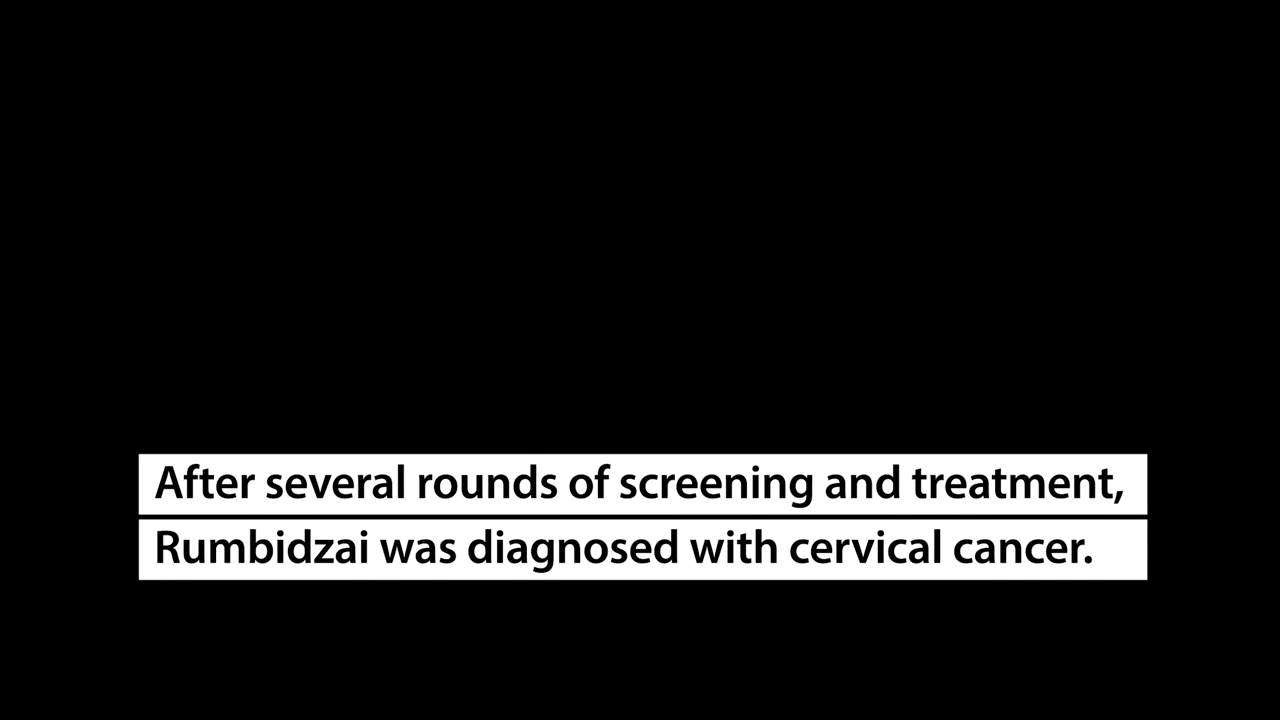 After several rounds of screening and treatment,
Rumbidzai was diagnosed with cervical cancer.